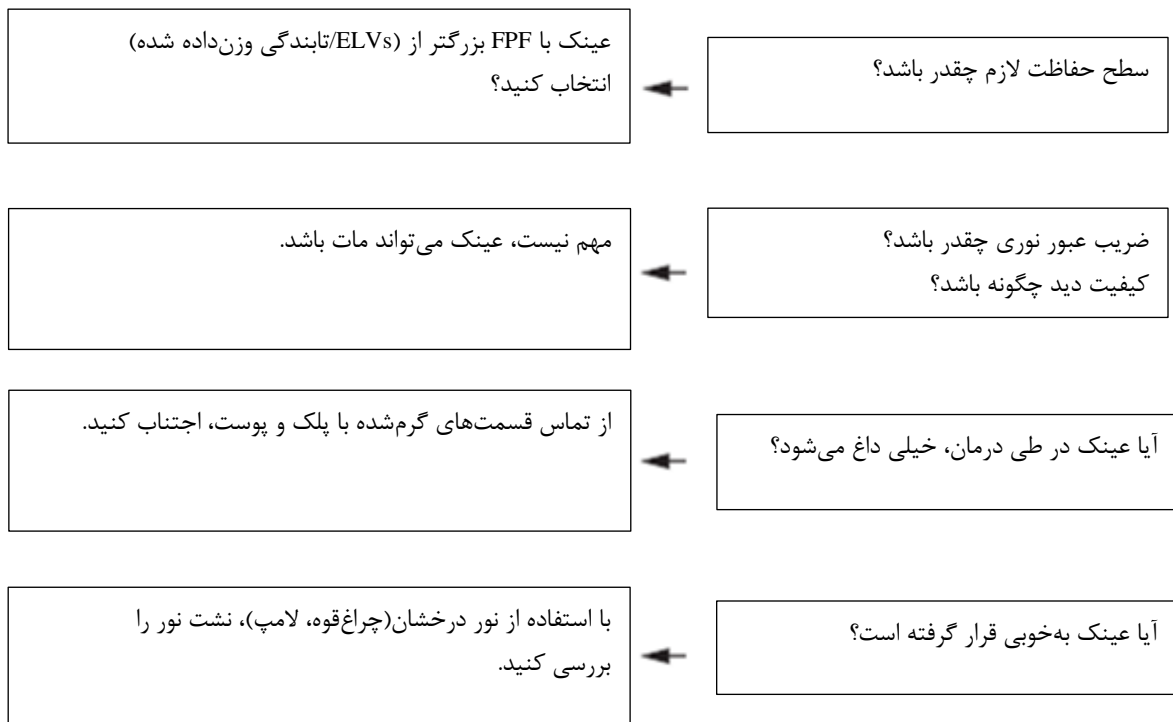 سطح حفاظت لازم چقدر باشد؟
عینک با FPF بزرگتر از (ELVs/تابندگی وزن‌داده شده)
انتخاب کنید؟
ضریب عبور نوری چقدر باشد؟
کیفیت دید چگونه باشد؟
مهم نیست، عینک می‌تواند مات باشد.
آیا عینک در طی درمان، خیلی داغ می‌شود؟
از تماس قسمت‌های گرم‌شده با پلک و پوست، اجتناب کنید.
آیا عینک به‌خوبی قرار گرفته است؟
با استفاده از نور درخشان(چراغ‌قوه، لامپ)، نشت نور را
بررسی کنید.